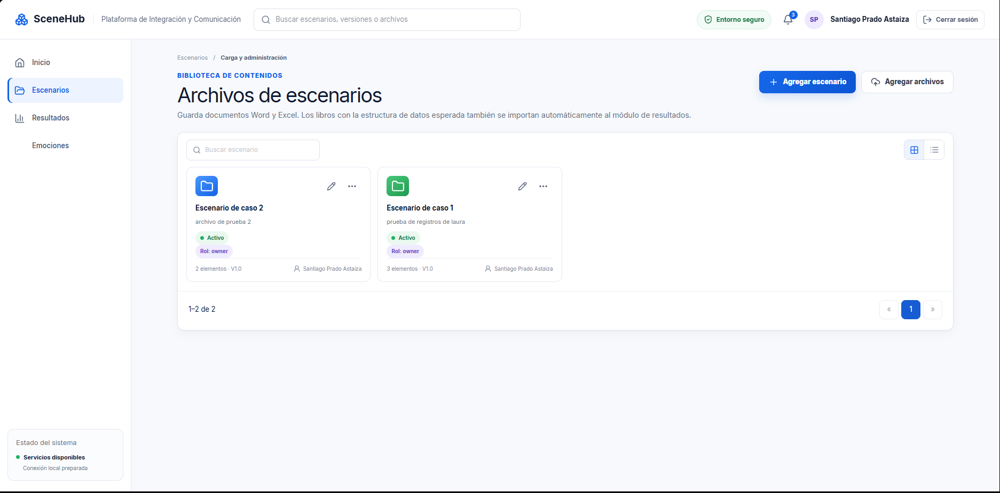 SceneHub
Plataforma de Integración y Comunicación
Buscar escenarios, versiones o archivos
Entorno seguro
3
SP
Santiago Prado Astaiza
Cerrar sesión
Inicio
Escenarios
Resultados
Emociones
Estado del sistema
Servicios disponibles
Conexión local preparada
Escenarios / Carga y administración
BIBLIOTECA DE CONTENIDOS
Archivos de escenarios
Guarda documentos Word y Excel. Los libros con la estructura de datos esperada también se importan automáticamente al módulo de resultados.
Agregar escenario
Agregar archivos
Buscar escenario
Escenario de caso 2
archivo de prueba 2
Activo
Rol: owner
2 elementos · V1.0
Santiago Prado Astaiza
Escenario de caso 1
prueba de registros de laura
Activo
Rol: owner
3 elementos · V1.0
Santiago Prado Astaiza
1–2 de 2
« 1 »